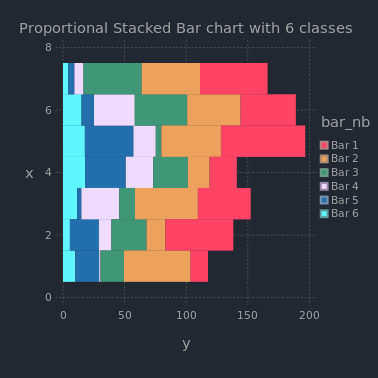 Proportional Stacked Bar chart with 6 classes
8
6
4
2
0
x
0 50 100 150 200
y
bar_nb
Bar 1
Bar 2
Bar 3
Bar 4
Bar 5
Bar 6